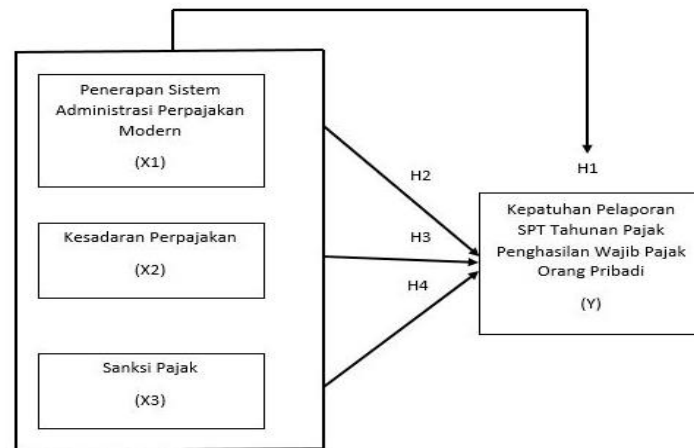 Penerapan Sistem
Administrasi Perpajakan
Modern
(X1)
Kesadaran Perpajakan
(X2)
Sanksi Pajak
(X3)
H2
H3
H4
H1
Kepatuhan Pelaporan
SPT Tahunan Pajak
Penghasilan Wajib Pajak
Orang Pribadi
(Y)